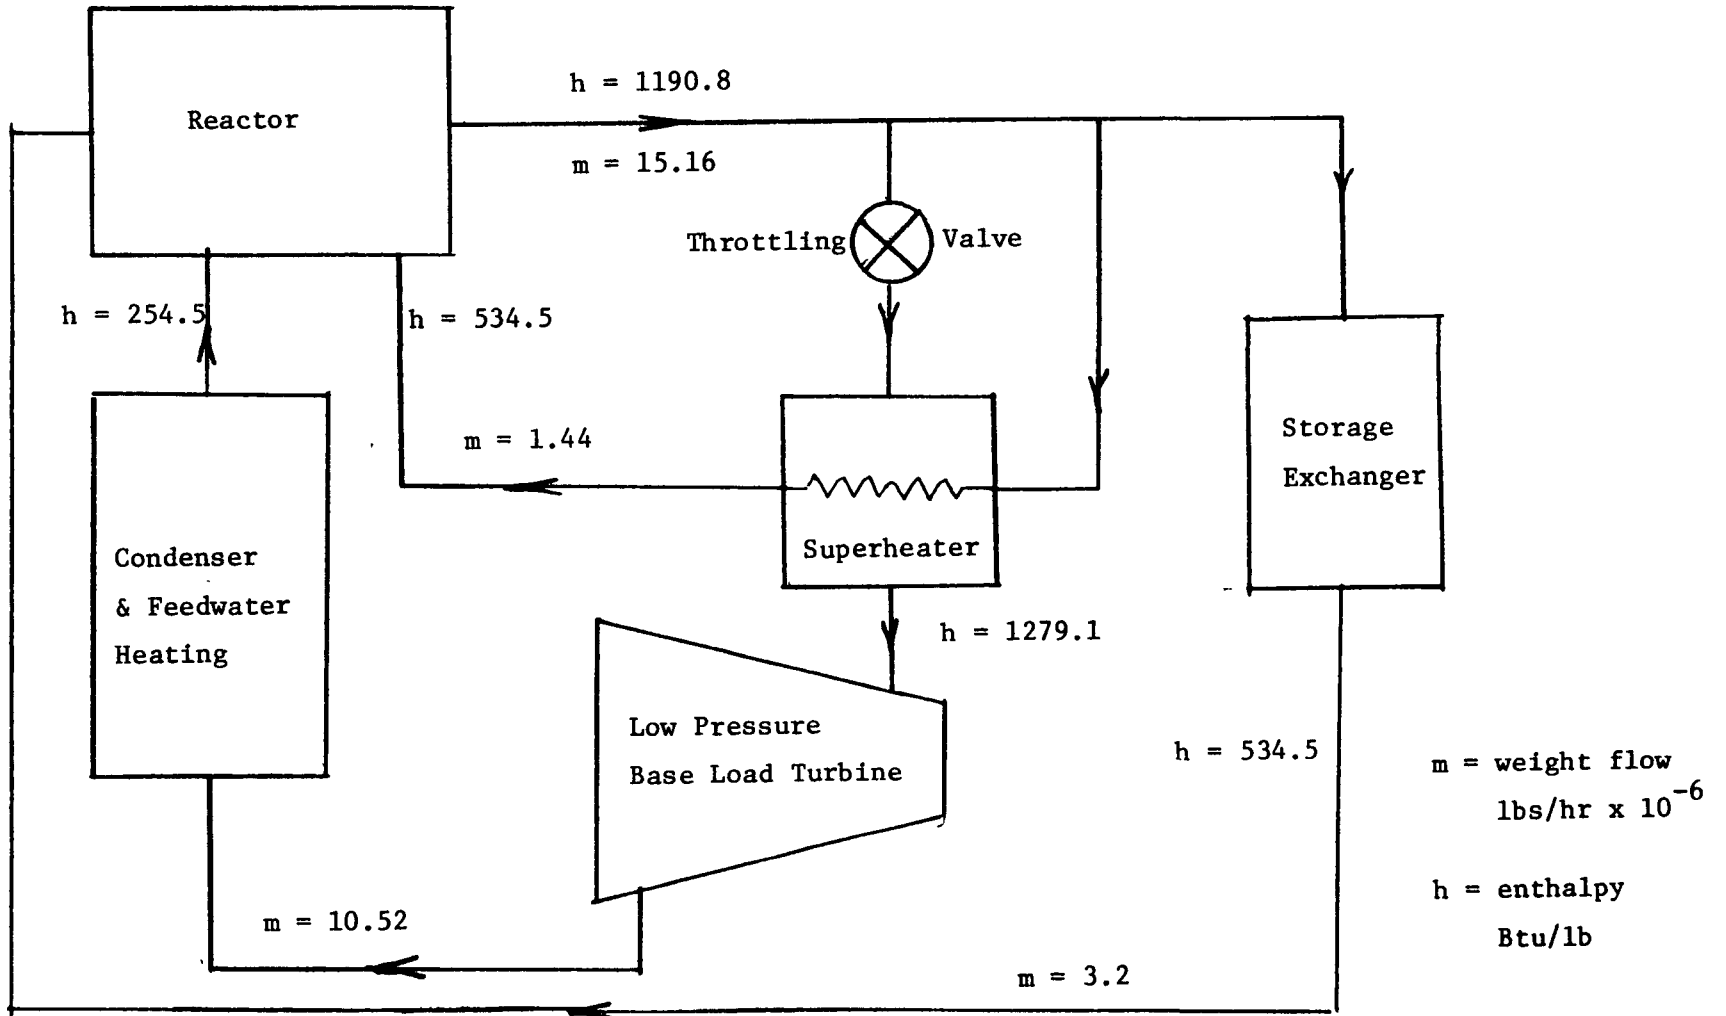 h = 1190.8
Reactor
m = 15.16
Throttling Valve
h = 254.5
h = 534.5
m = 1.44
Storage
Exchanger
Superheater
Condenser
& Feedwater
Heating
h = 1279.1
Low Pressure
Base Load Turbine
h = 534.5
m = weight flow
lbs/hr x 10^-6
h = enthalpy
Btu/lb
m = 10.52
m = 3.2